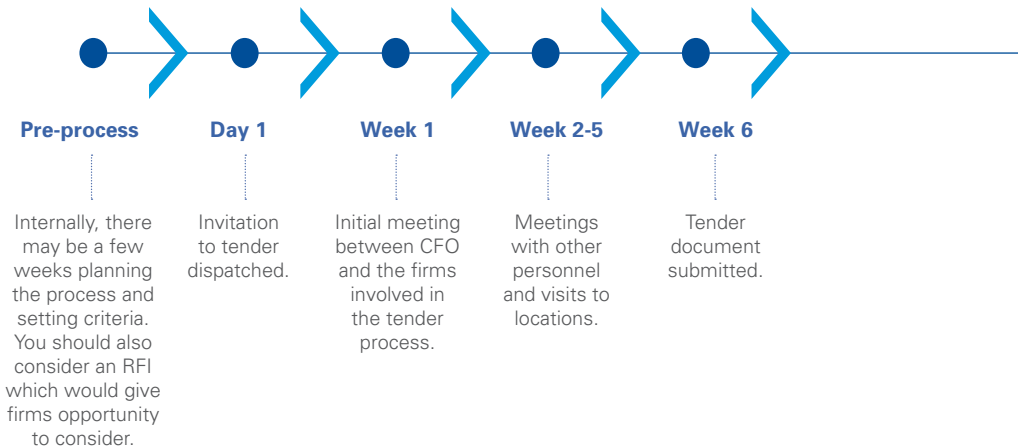 Pre-process
Internally, there
may be a few
weeks planning
the process and
setting criteria.
You should also
consider an RFI
which would give
firms opportunity
to consider.
Day 1
Invitation
to tender
dispatched.
Week 1
Initial meeting
between CFO
and the firms
involved in
the tender
process.
Week 2-5
Meetings
with other
personnel
and visits to
locations.
Week 6
Tender
document
submitted.